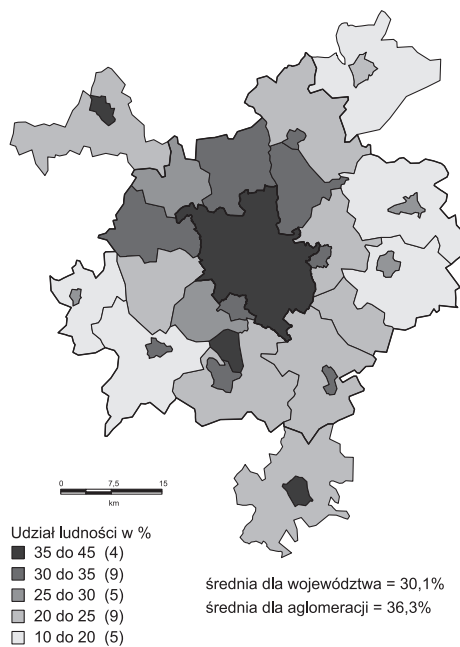 0 7,5 15
km
Udział ludności w %
35 do 45 (4)
30 do 35 (9)
25 do 30 (5)
20 do 25 (9)
10 do 20 (5)
średnia dla województwa = 30,1%
średnia dla aglomeracji = 36,3%